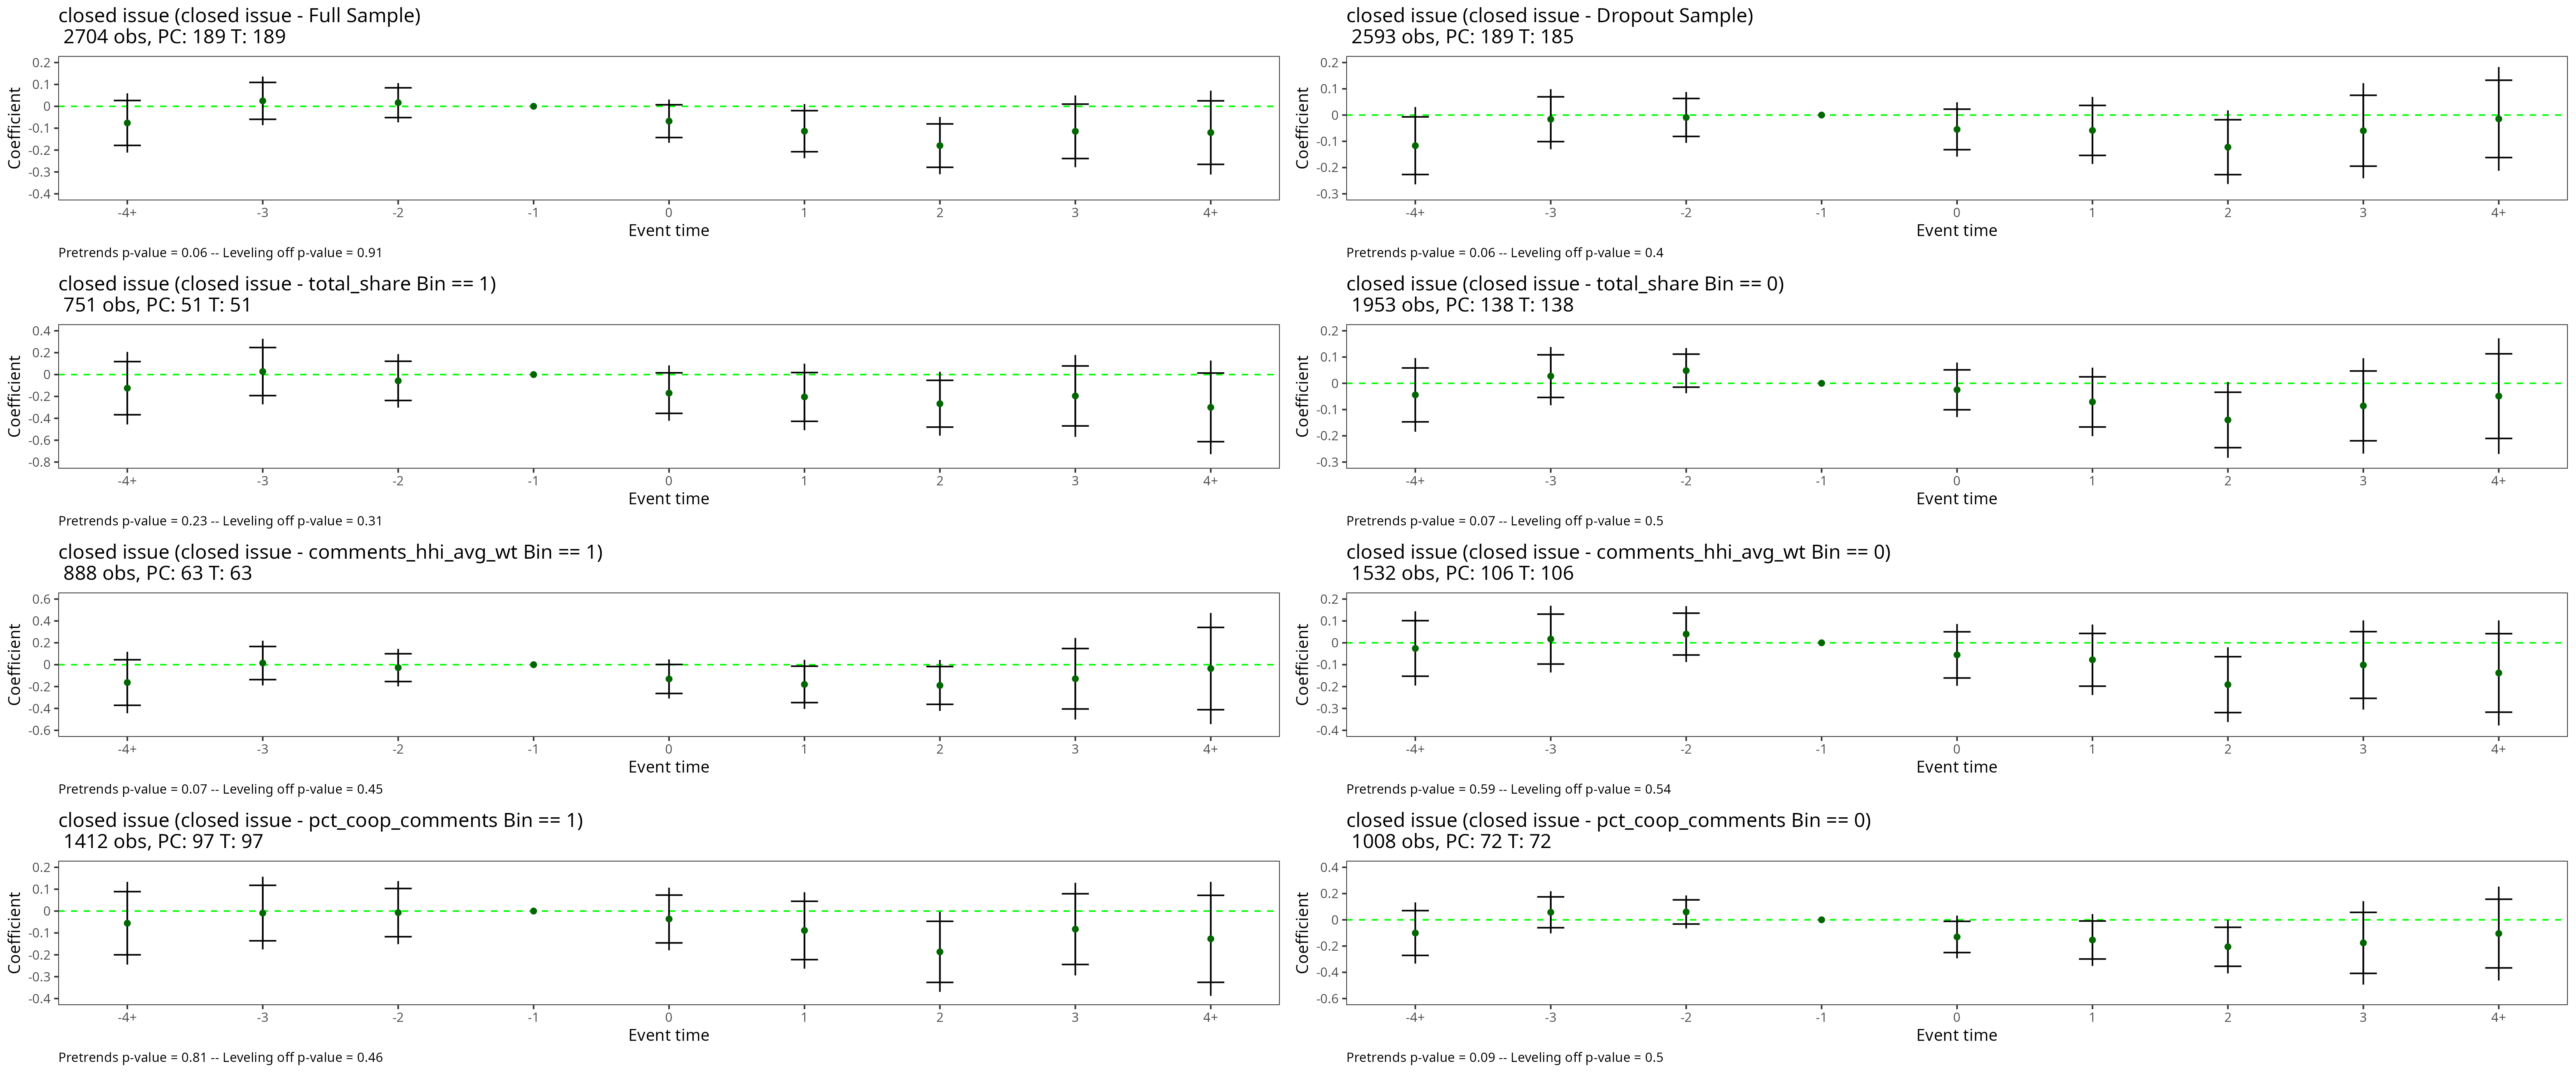 closed issue (closed issue - Full Sample)
2704 obs, PC: 189 T: 189
Coefficient
0.2
0.1
0
-0.1
-0.2
-0.3
-0.4
-4+ -3 -2 -1 0 1 2 3 4+
Event time
Pretrends p-value = 0.06 -- Leveling off p-value = 0.91
closed issue (closed issue - Dropout Sample)
2593 obs, PC: 189 T: 185
Coefficient
0.2
0.1
0
-0.1
-0.2
-0.3
-4+ -3 -2 -1 0 1 2 3 4+
Event time
Pretrends p-value = 0.06 -- Leveling off p-value = 0.4
closed issue (closed issue - total_share Bin == 1)
751 obs, PC: 51 T: 51
Coefficient
0.4
0.2
0
-0.2
-0.4
-0.6
-0.8
-4+ -3 -2 -1 0 1 2 3 4+
Event time
Pretrends p-value = 0.23 -- Leveling off p-value = 0.31
closed issue (closed issue - total_share Bin == 0)
1953 obs, PC: 138 T: 138
Coefficient
0.2
0.1
0
-0.1
-0.2
-0.3
-4+ -3 -2 -1 0 1 2 3 4+
Event time
Pretrends p-value = 0.07 -- Leveling off p-value = 0.5
closed issue (closed issue - comments_hhi_avg_wt Bin == 1)
888 obs, PC: 63 T: 63
Coefficient
0.6
0.4
0.2
0
-0.2
-0.4
-0.6
-4+ -3 -2 -1 0 1 2 3 4+
Event time
Pretrends p-value = 0.07 -- Leveling off p-value = 0.45
closed issue (closed issue - comments_hhi_avg_wt Bin == 0)
1532 obs, PC: 106 T: 106
Coefficient
0.2
0.1
0
-0.1
-0.2
-0.3
-0.4
-4+ -3 -2 -1 0 1 2 3 4+
Event time
Pretrends p-value = 0.59 -- Leveling off p-value = 0.54
closed issue (closed issue - pct_coop_comments Bin == 1)
1412 obs, PC: 97 T: 97
Coefficient
0.2
0.1
0
-0.1
-0.2
-0.3
-0.4
-4+ -3 -2 -1 0 1 2 3 4+
Event time
Pretrends p-value = 0.81 -- Leveling off p-value = 0.46
closed issue (closed issue - pct_coop_comments Bin == 0)
1008 obs, PC: 72 T: 72
Coefficient
0.4
0.2
0
-0.2
-0.4
-0.6
-4+ -3 -2 -1 0 1 2 3 4+
Event time
Pretrends p-value = 0.09 -- Leveling off p-value = 0.5